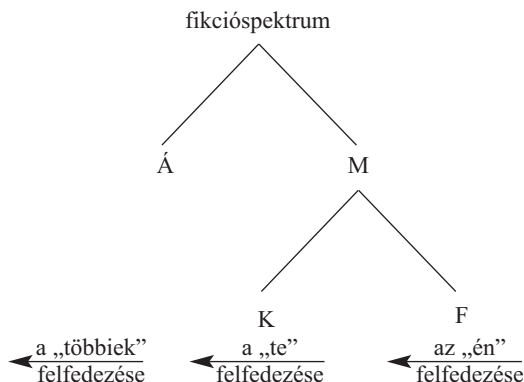 fikcióspektrum
Á M
K F
a „többiek” a „te” az „én”
felfedezése felfedezése felfedezése